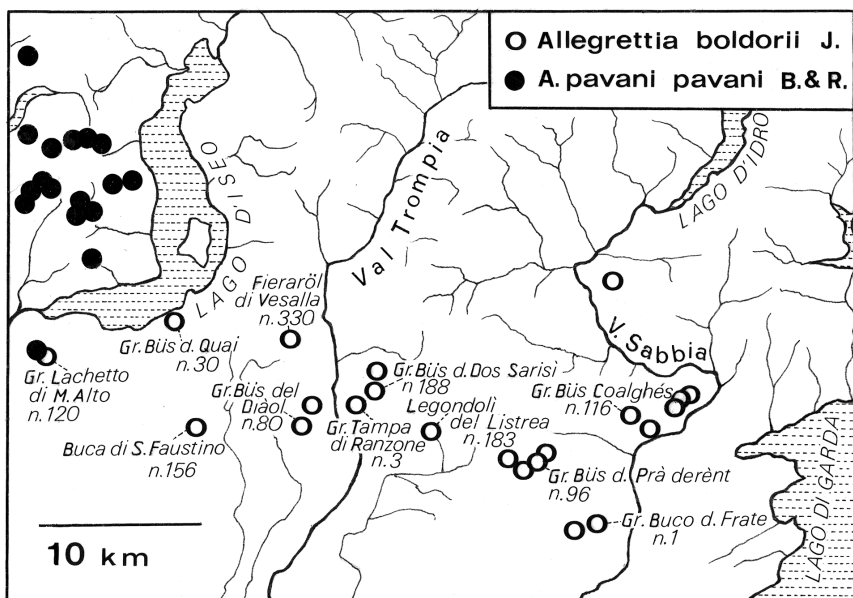 Allegrettia boldorii J.
A. pavani pavani B. & R.
LAGO D'ISEO
Val Trompia
LAGO D'IDRO
V. Sabbia
LAGO DI GARDA
Fieraröl
di Vesalla
n.330
Gr. Büs d. Quai
n.30
Gr. Lachetto
di M. Alto
n.120
Gr. Büs del
Diàol
n.80
Buca di S. Faustino
n.156
Gr. Büs d. Dos Sarisì
n.188
Gr. Tampa
di Ranzone
n.3
Legondolì
del Listrea
n.183
Gr. Büs Coalghés
n.116
Gr. Büs d. Prà derènt
n.96
Gr. Buco d. Frate
n.1
10 km